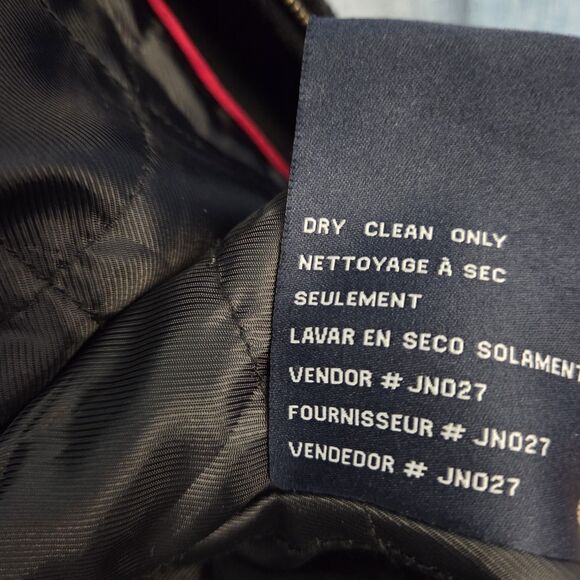 DRY CLEAN ONLY
NETTOYAGE À SEC
SEULEMENT
LAVAR EN SECO SOLAMENT
VENDOR # JN027
FOURNISSEUR # JN027
VENDEDOR # JN027